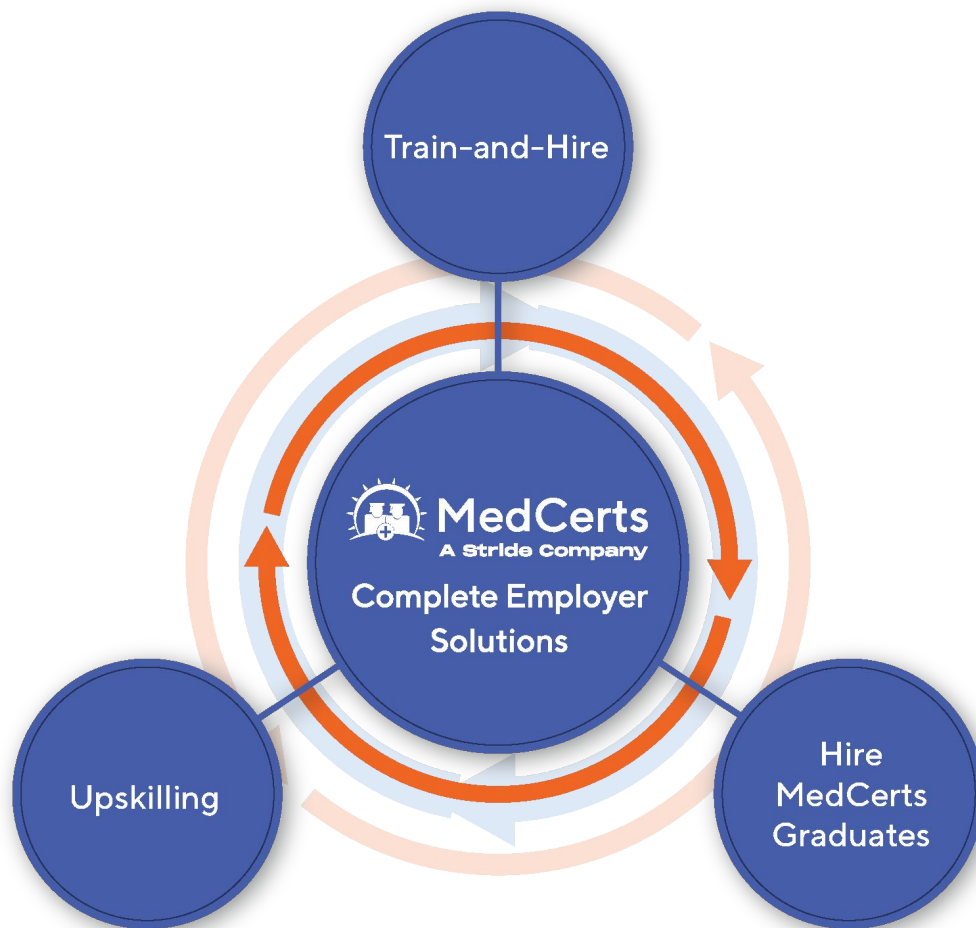 Train-and-Hire
MedCerts
A Stride Company
Complete Employer
Solutions
Upskilling
Hire
MedCerts
Graduates